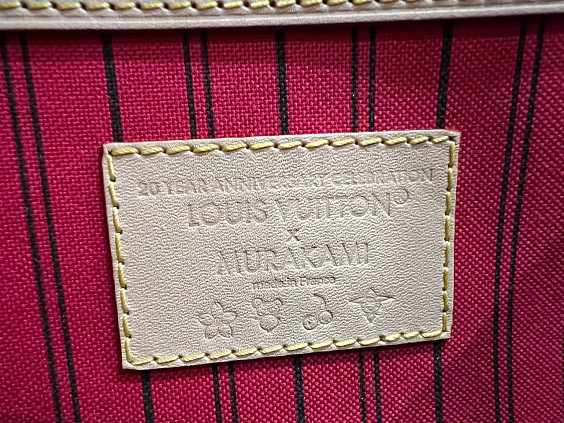 20 YEAR ANNIVERSARY CELEBRATION
LOUIS VUITTON®
X
MURAKAMI
made in France